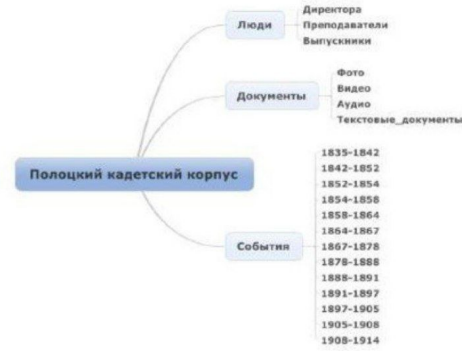 Полоцкий кадетский корпус
Люди
Директора
Преподаватели
Выпускники
Документы
Фото
Видео
Аудио
Текстовые_документы
События
1835-1842
1842-1852
1852-1854
1854-1858
1858-1864
1864-1867
1867-1878
1878-1888
1888-1891
1891-1897
1897-1905
1905-1908
1908-1914